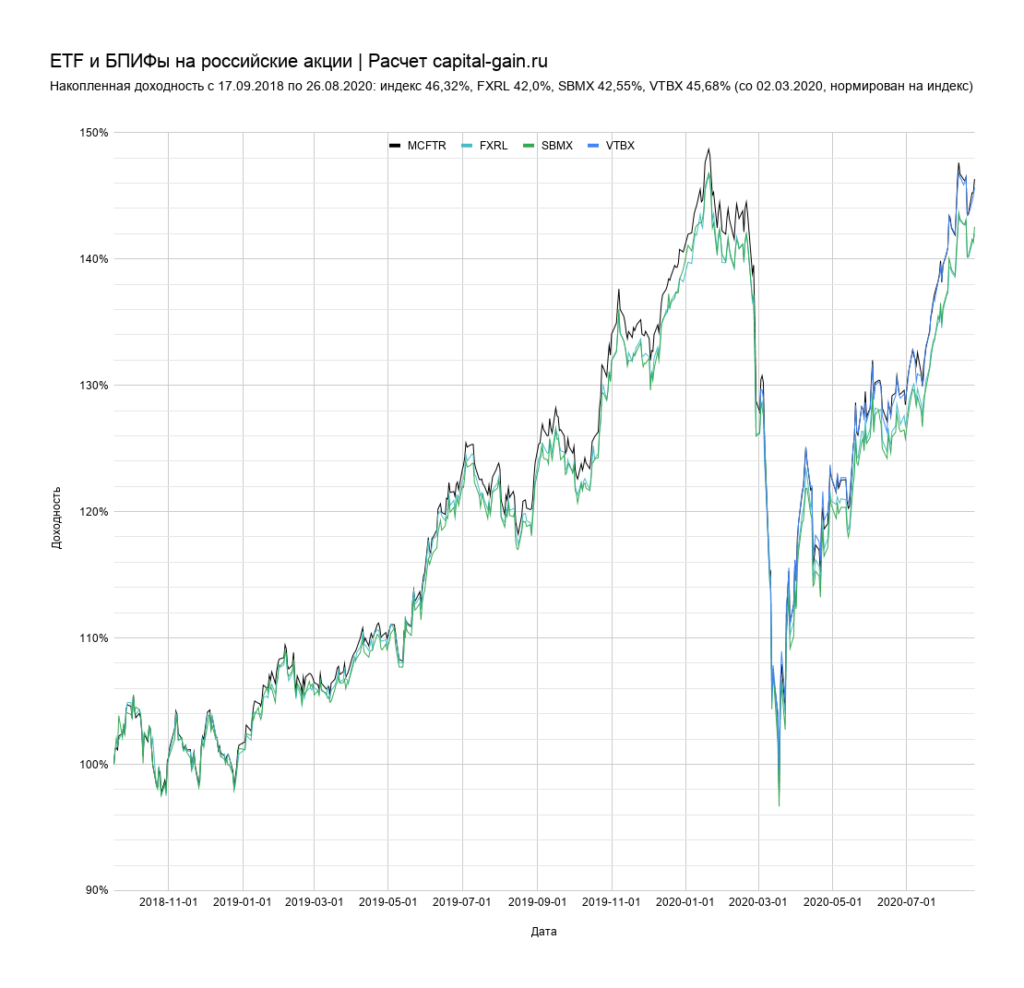 ETF и БПИФы на российские акции | Расчет capital-gain.ru
Накопленная доходность с 17.09.2018 по 26.08.2020: индекс 46,32%, FXRL 42,0%, SBMX 42,55%, VTBX 45,68% (со 02.03.2020, нормирован на индекс)
MCFTR FXRL SBMX VTBX
150%
140%
130%
120%
110%
100%
90%
Доходность
2018-11-01 2019-01-01 2019-03-01 2019-05-01 2019-07-01 2019-09-01 2019-11-01 2020-01-01 2020-03-01 2020-05-01 2020-07-01
Дата